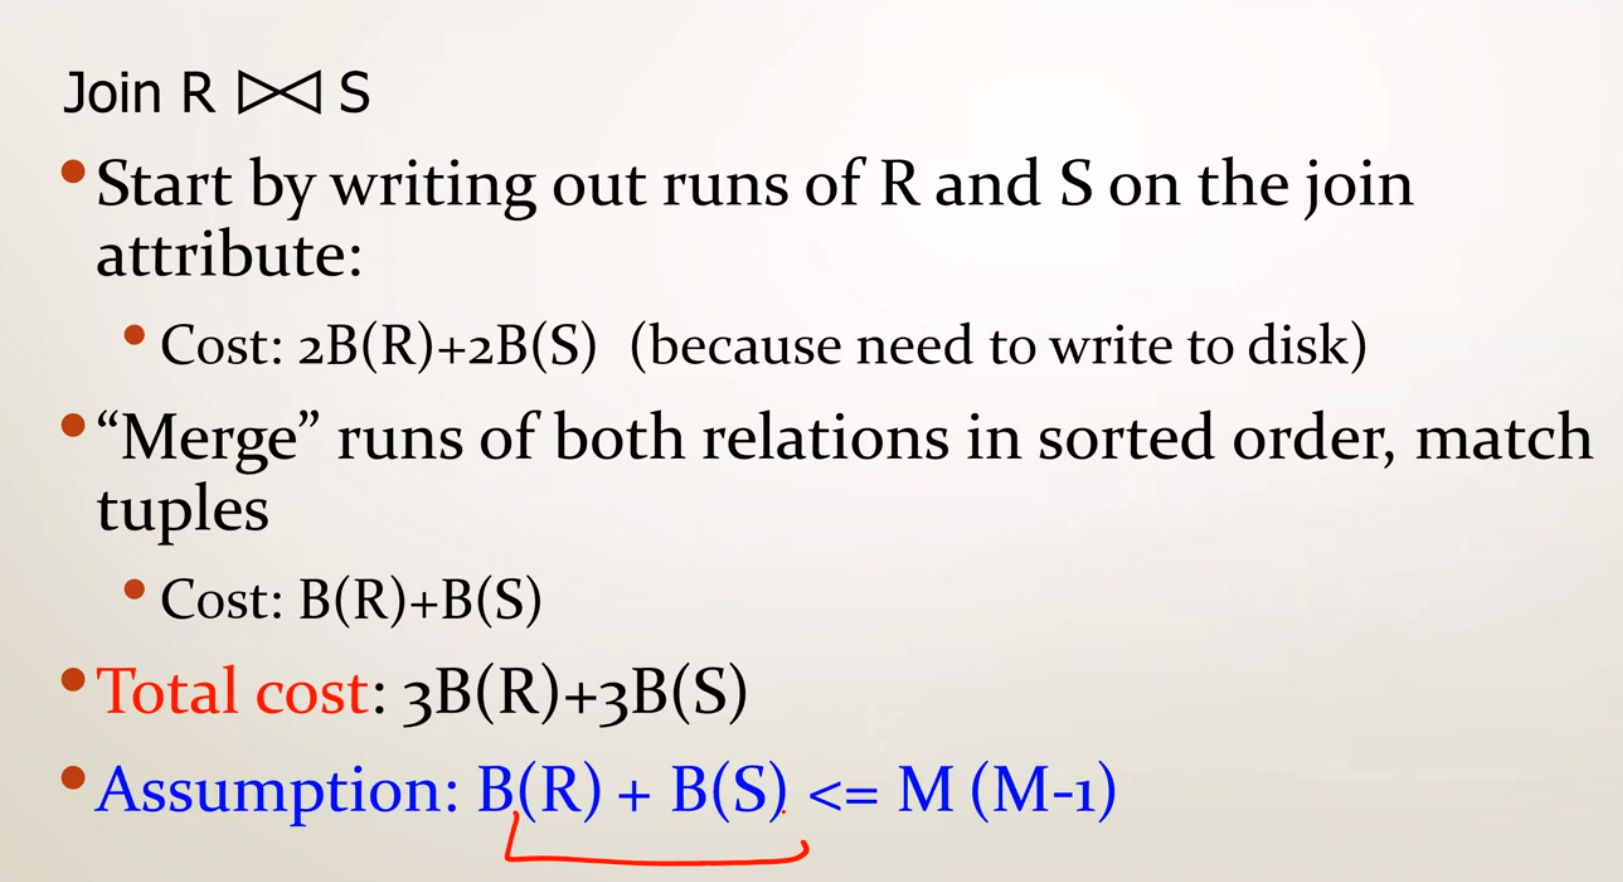 Join R ⋈ S
• Start by writing out runs of R and S on the join
attribute:
• Cost: 2B(R)+2B(S) (because need to write to disk)
• “Merge” runs of both relations in sorted order, match
tuples
• Cost: B(R)+B(S)
• Total cost: 3B(R)+3B(S)
• Assumption: B(R) + B(S) <= M (M-1)